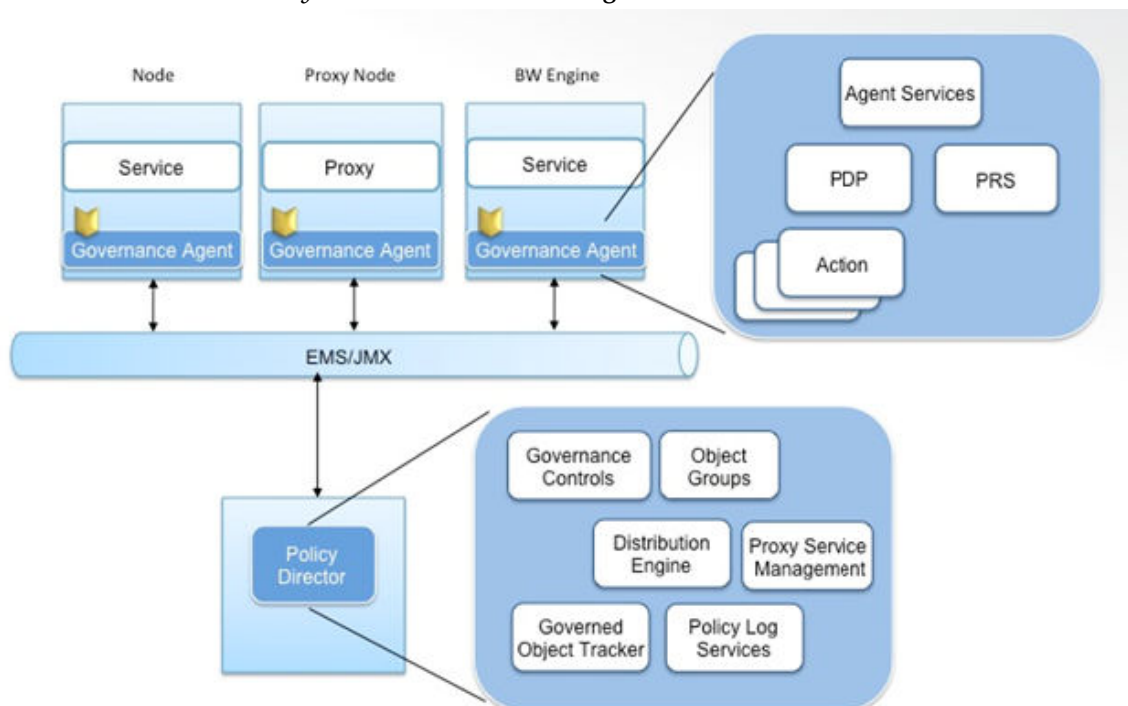 Node
Proxy Node
BW Engine
Service
Proxy
Service
Governance Agent
Governance Agent
Governance Agent
Agent Services
PDP
PRS
Action
EMS/JMX
Policy
Director
Governance
Controls
Object
Groups
Distribution
Engine
Proxy Service
Management
Governed
Object Tracker
Policy Log
Services